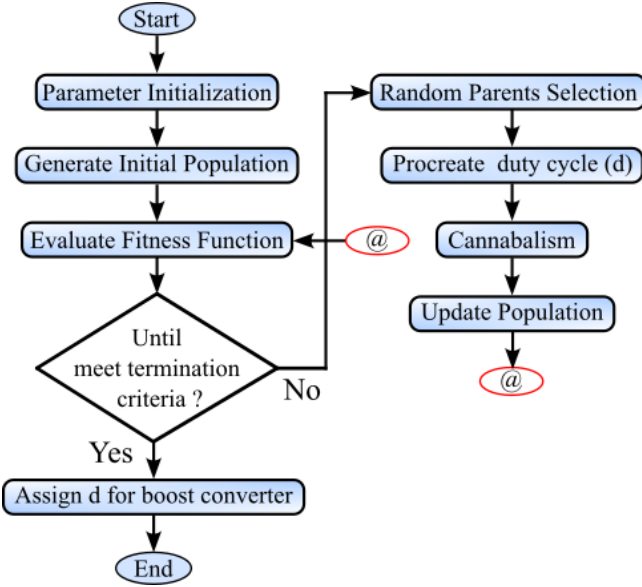 Start
Parameter Initialization
Generate Initial Population
Evaluate Fitness Function
@
Until
meet termination
criteria ?
No
Yes
Assign d for boost converter
End
Random Parents Selection
Procreate duty cycle (d)
Cannabalism
Update Population
@